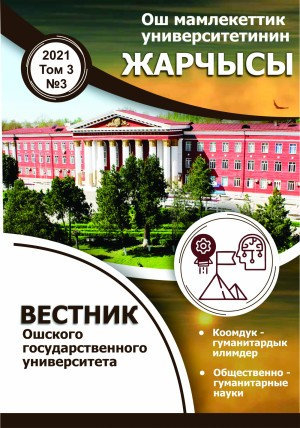 Ош мамлекеттик
университетинин
ЖАРЧЫСЫ
2021
Том 3
№3
ВЕСТНИК
Ошского
государственного
университета
• Коомдук -
гуманитардык
илимдер
• Общественно -
гуманитарные
науки